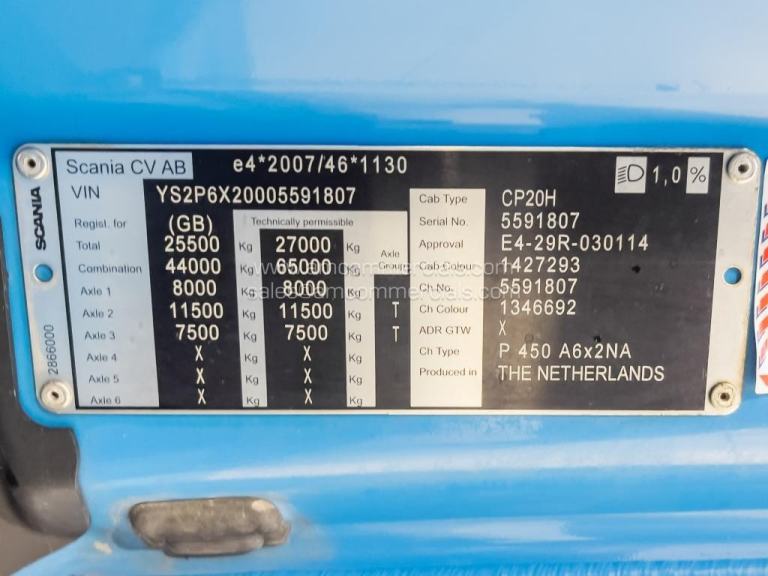 Scania CV AB e4*2007/46*1130 1,0 %
VIN YS2P6X20005591807 Cab Type CP20H
Regist. for (GB) Technically permissible Serial No. 5591807
Total 25500 Kg 27000 Kg Axle Group Approval E4-29R-030114
Combination 44000 Kg 65000 Kg Cab Colour 1427293
Axle 1 8000 Kg 8000 Kg Ch.No. 5591807
Axle 2 11500 Kg 11500 Kg T Ch Colour 1346692
Axle 3 7500 Kg 7500 Kg T ADR GTW X
Axle 4 X Kg X Kg Ch Type P 450 A6x2NA
Axle 5 X Kg X Kg Produced in THE NETHERLANDS
Axle 6 X Kg X Kg
SCANIA
2866000